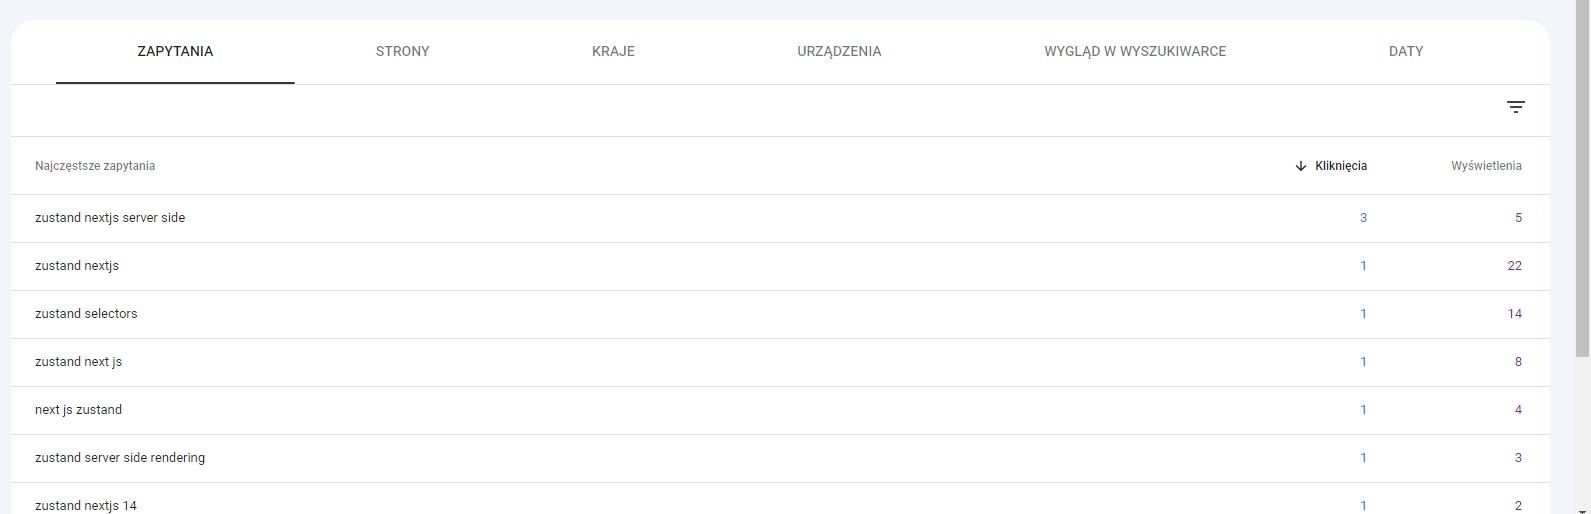 ZAPYTANIA STRONY KRAJE URZĄDZENIA WYGLĄD W WYSZUKIWARCE DATY
Najczęstsze zapytania Kliknięcia Wyświetlenia
zustand nextjs server side 3 5
zustand nextjs 1 22
zustand selectors 1 14
zustand next js 1 8
next js zustand 1 4
zustand server side rendering 1 3
zustand nextjs 14 1 2